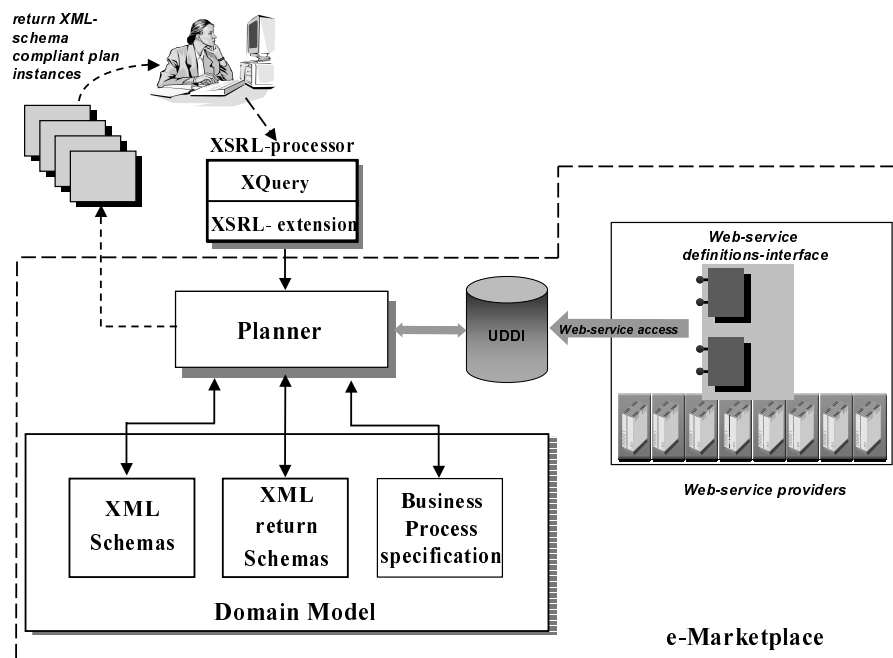 return XML-
schema
compliant plan
instances
XSRL-processor
XQuery
XSRL- extension
Web-service
definitions-interface
Planner
UDDI
Web-service access
Web-service providers
XML
Schemas
XML
return
Schemas
Business
Process
specification
Domain Model
e-Marketplace